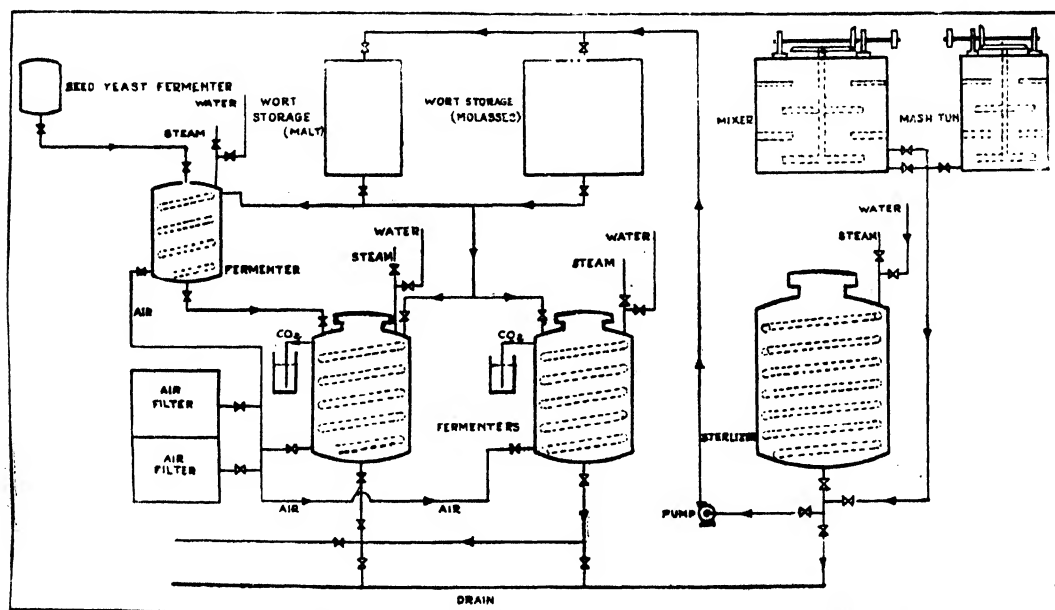 SEED YEAST FERMENTER
WATER
STEAM
WORT
STORAGE
(MALT)
WORT STORAGE
(MOLASSES)
MIXER
MASH TUN
WATER
STEAM
FERMENTER
AIR
WATER
STEAM
CO₂
WATER
STEAM
CO₂
AIR
FILTER
AIR
FILTER
FERMENTERS
STERLIZER
AIR
AIR
PUMP
DRAIN